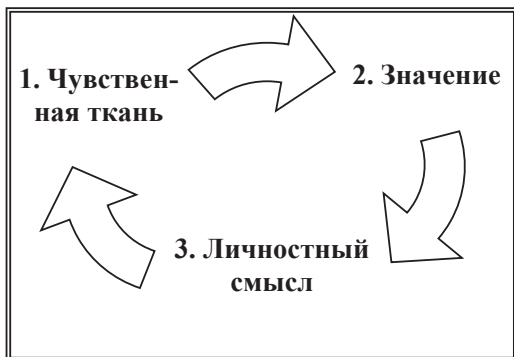 1. Чувствен-
ная ткань
2. Значение
3. Личностный
смысл